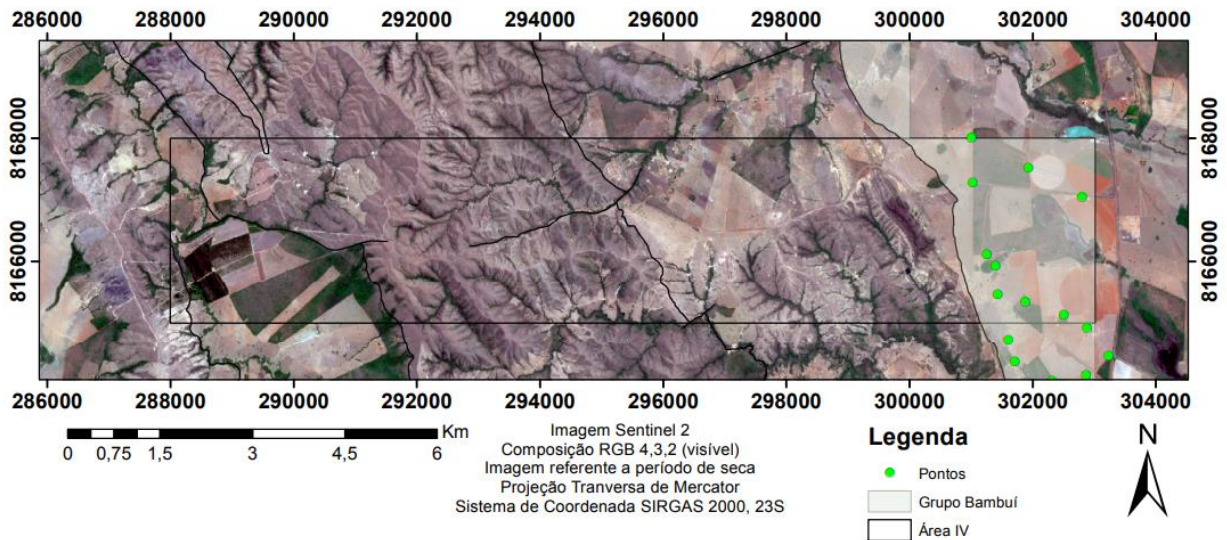 286000 288000 290000 292000 294000 296000 298000 300000 302000 304000
8168000 8168000
8166000 8166000
286000 288000 290000 292000 294000 296000 298000 300000 302000 304000
Km
0 0,75 1,5 3 4,5 6
Imagem Sentinel 2
Composição RGB 4,3,2 (visível)
Imagem referente a período de seca
Projeção Tranversa de Mercator
Sistema de Coordenada SIRGAS 2000, 23S
Legenda
Pontos
Grupo Bambuí
Área IV
N